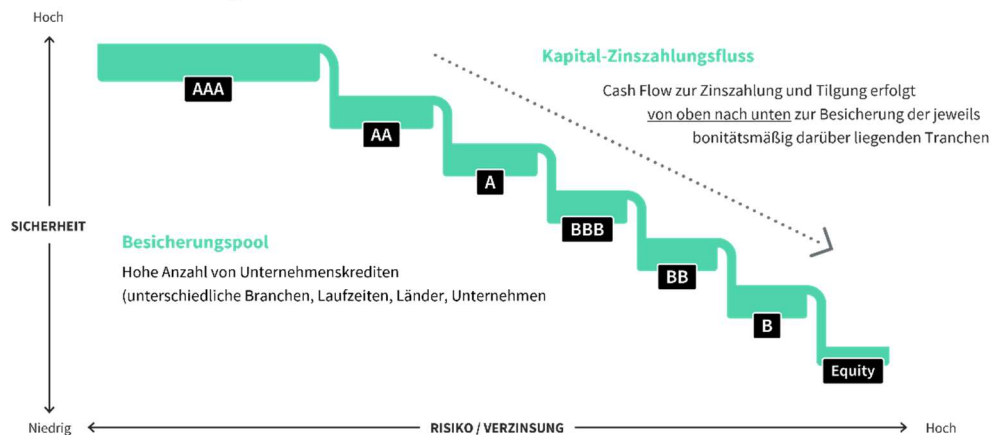 Hoch
Kapital-Zinszahlungsfluss
AAA
Cash Flow zur Zinszahlung und Tilgung erfolgt
von oben nach unten zur Besicherung der jeweils
bonitätsmäßig darüber liegenden Tranchen
AA
A
BBB
SICHERHEIT
Besicherungspool
Hohe Anzahl von Unternehmenskrediten
(unterschiedliche Branchen, Laufzeiten, Länder, Unternehmen
BB
B
Equity
Niedrig
RISIKO / VERZINSUNG
Hoch